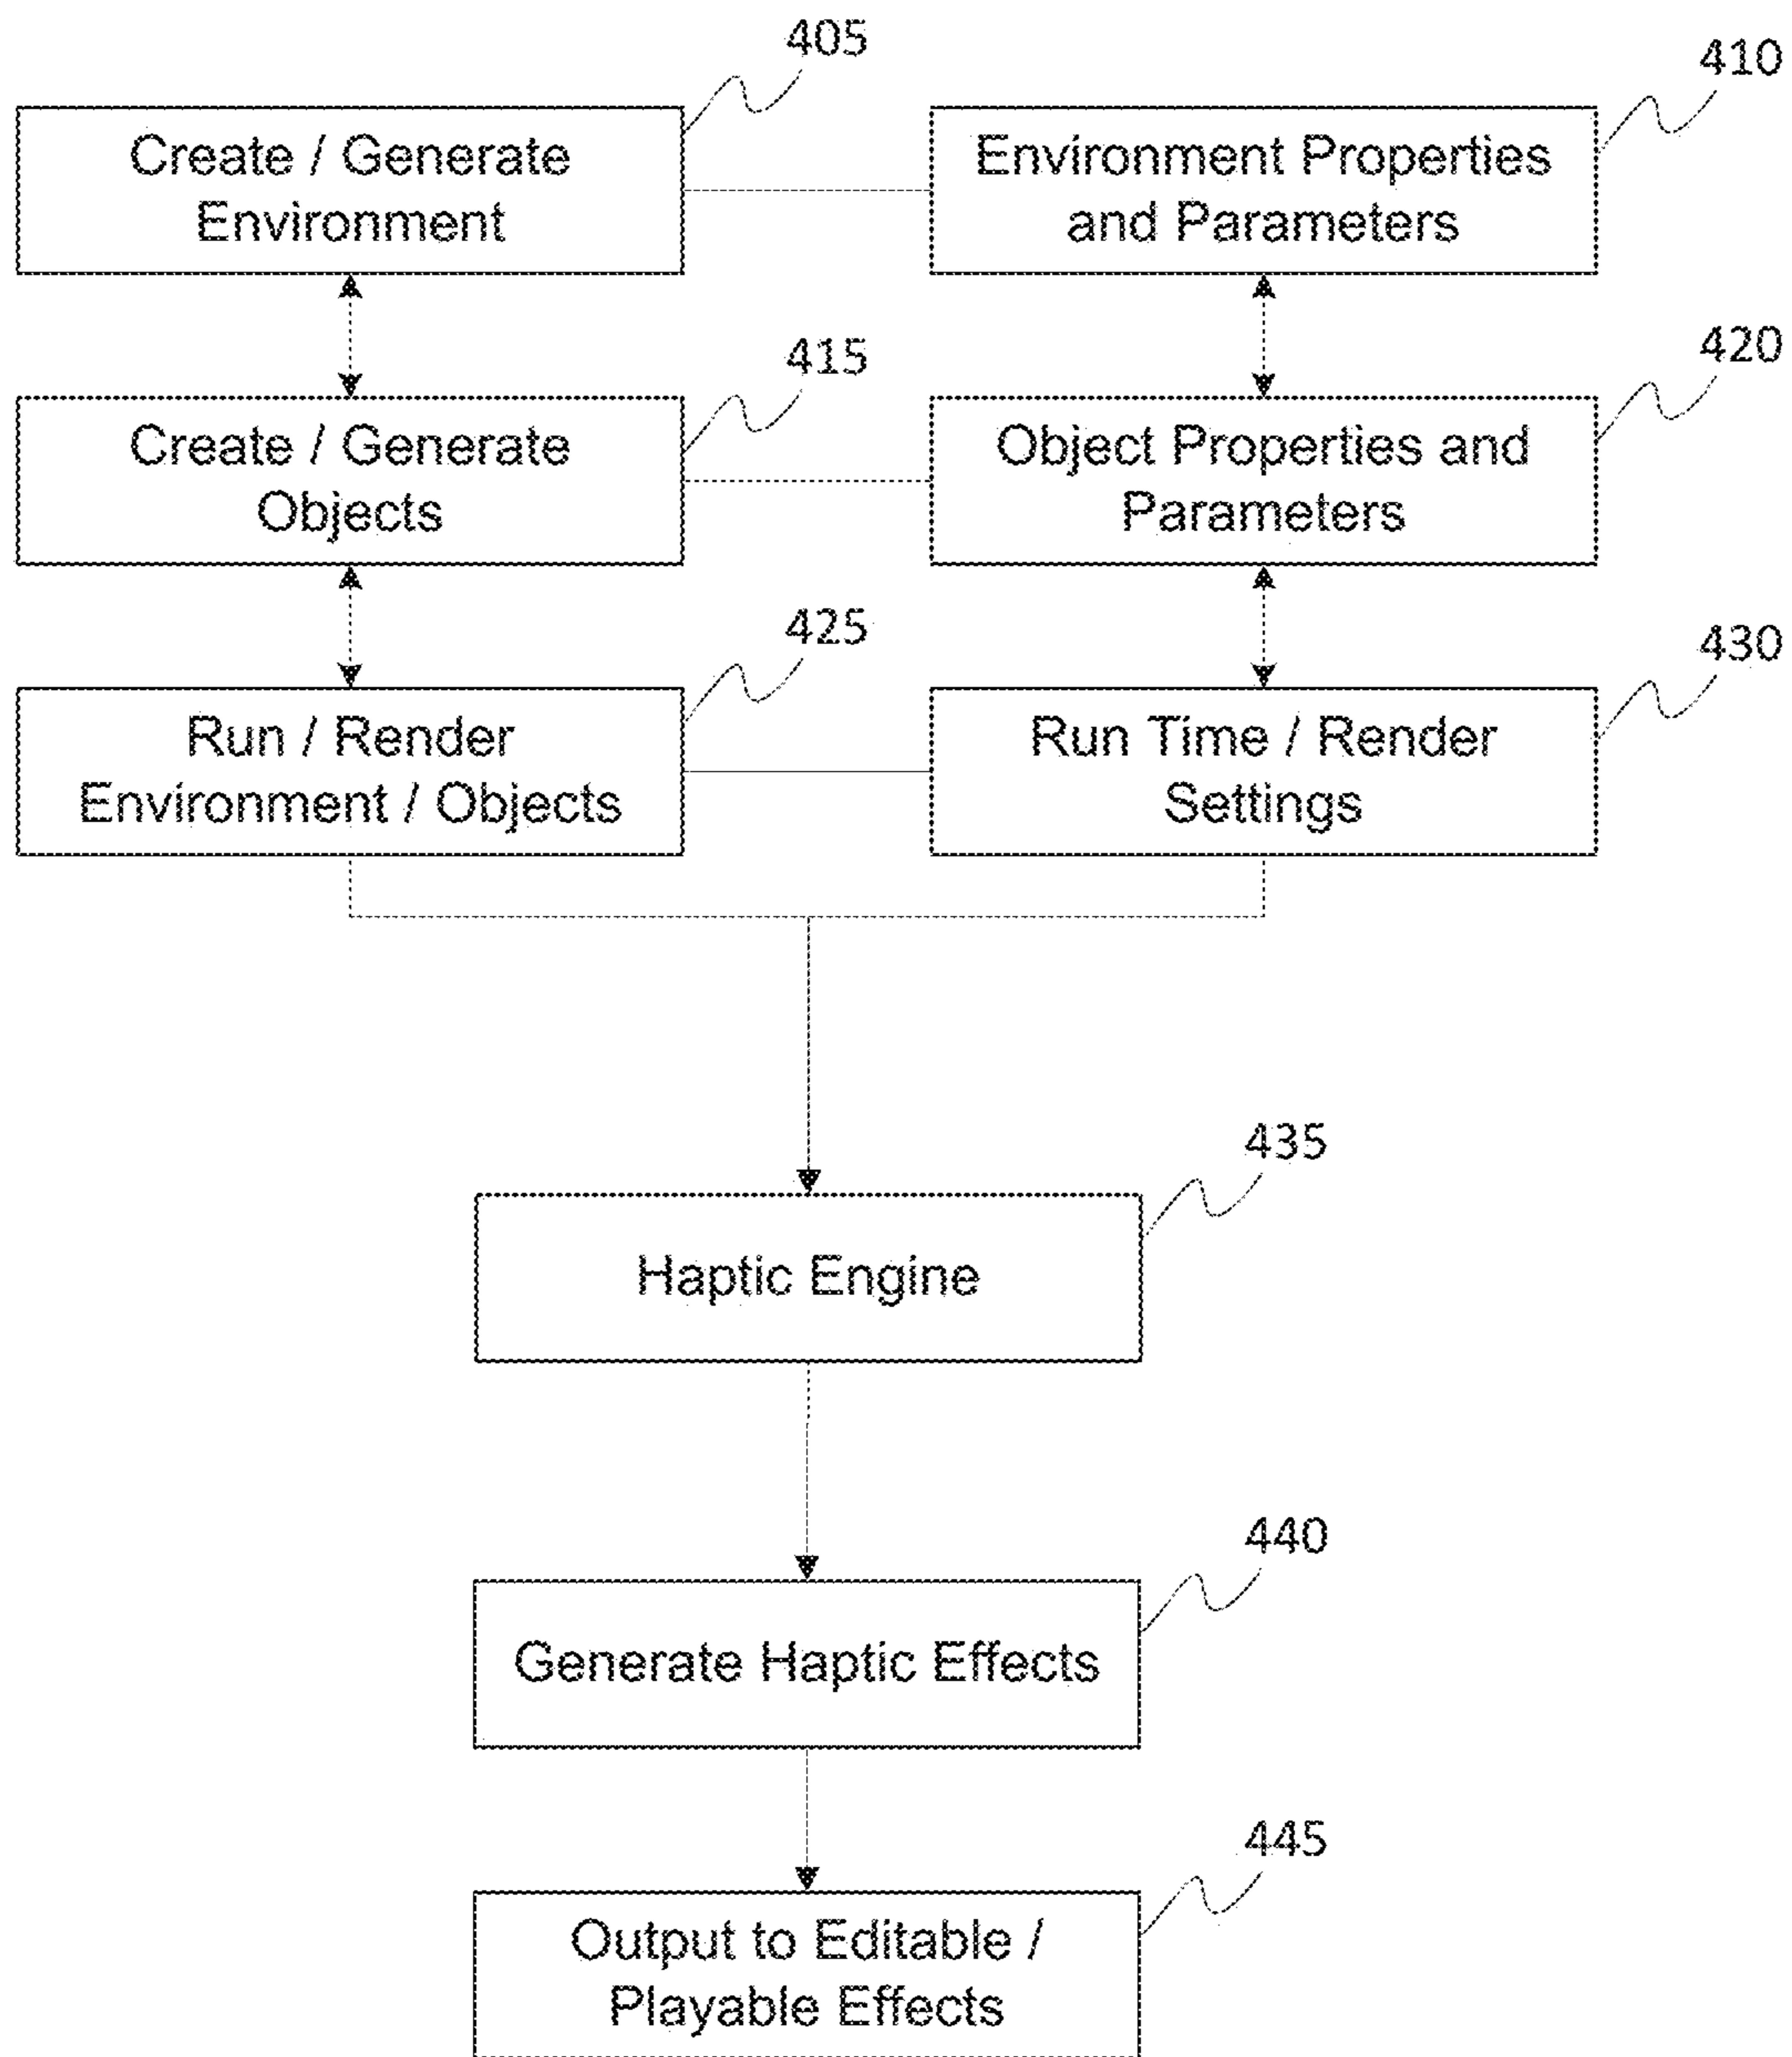 405
410
Create / Generate
Environment
Environment Properties
and Parameters
415
420
Create / Generate
Objects
Object Properties and
Parameters
425
430
Run / Render
Environment / Objects
Run Time / Render
Settings
435
Haptic Engine
440
Generate Haptic Effects
445
Output to Editable /
Playable Effects